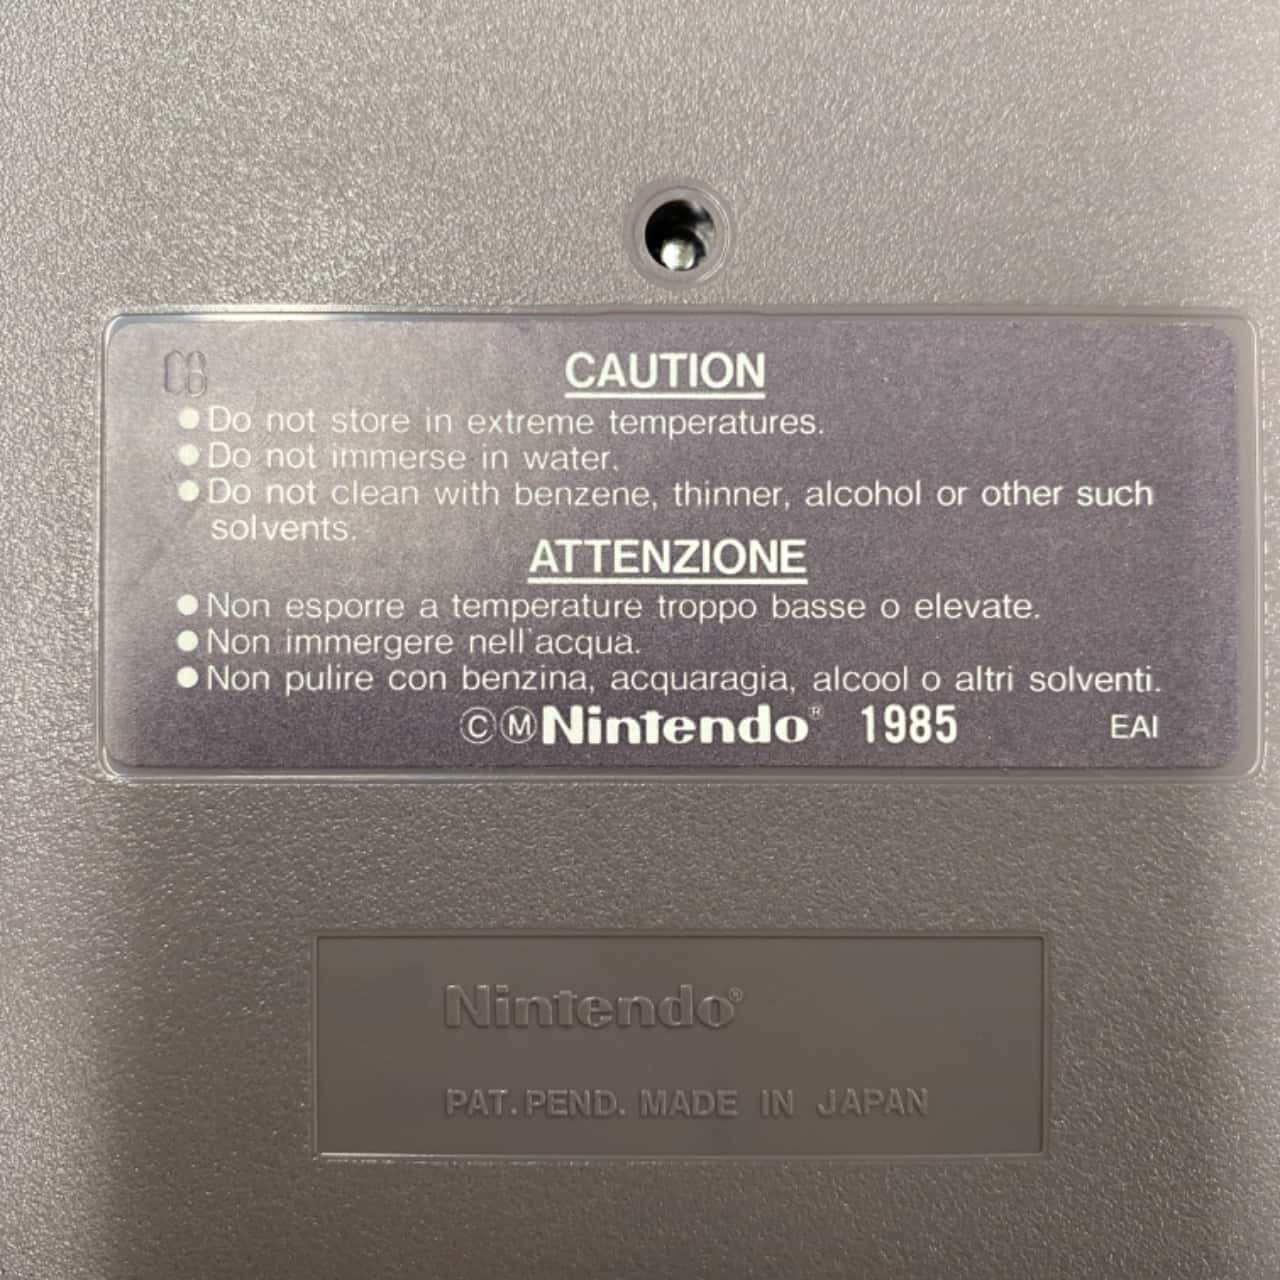 C8
CAUTION
●Do not store in extreme temperatures.
●Do not immerse in water.
●Do not clean with benzene, thinner, alcohol or other such
solvents.
ATTENZIONE
●Non esporre a temperature troppo basse o elevate.
●Non immergere nell'acqua.
●Non pulire con benzina, acquaragia, alcool o altri solventi.
ⒸⓂNintendo® 1985 EAI
Nintendo®
PAT. PEND. MADE IN JAPAN